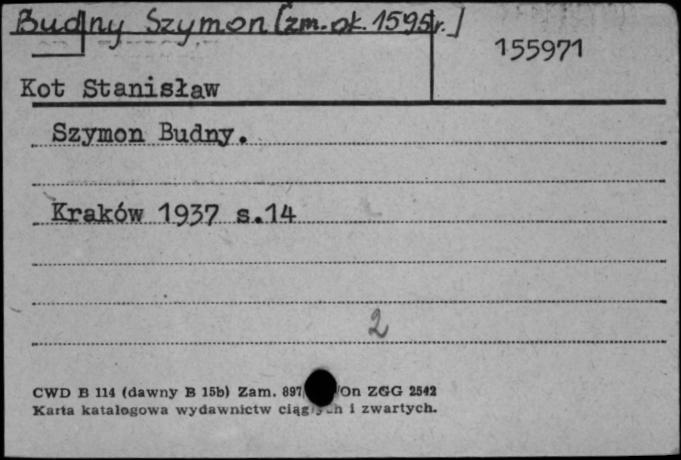 Budny Szymon [zm. ok. 1595r.]
155971
Kot Stanisław
Szymon Budny.
Kraków 1937 s.14
2
CWD B 114 (dawny B 15b) Zam. 897 /On ZGG 2542
Karta katalogowa wydawnictw i zwartych.